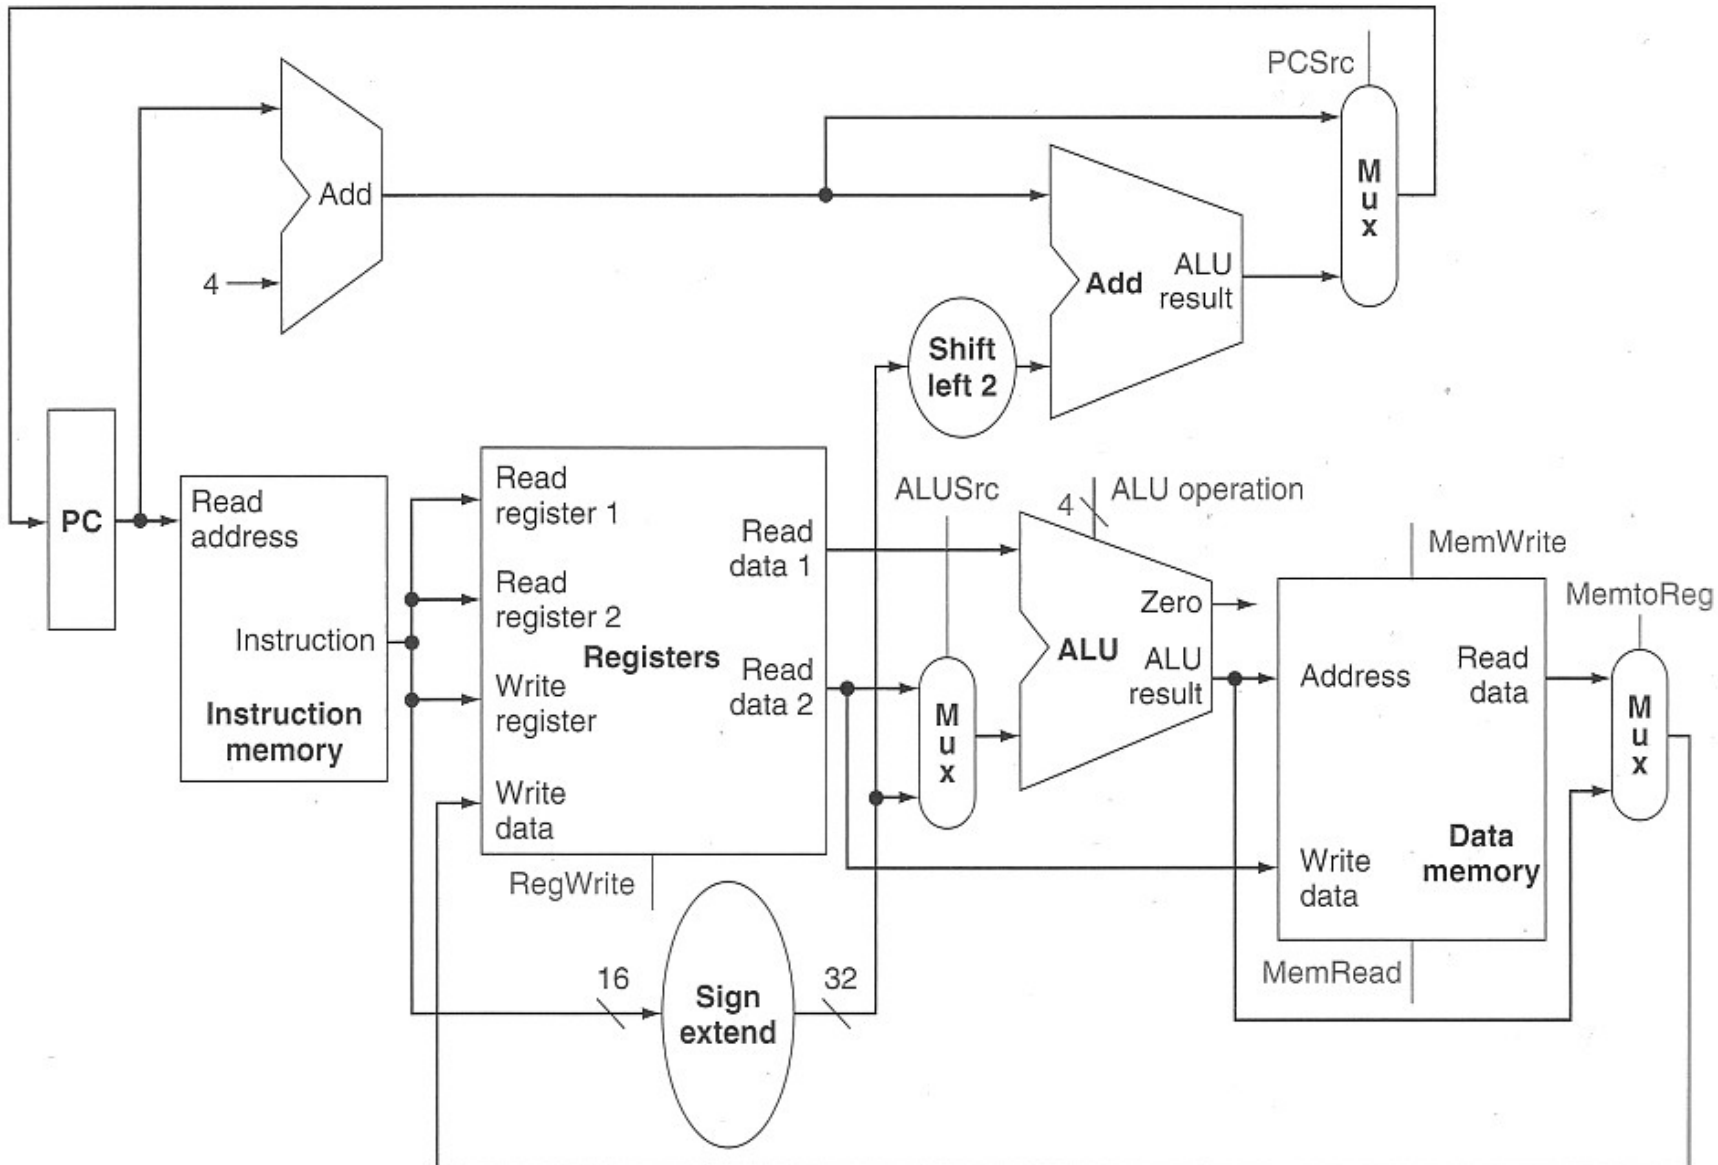 PCSrc
Add
4
M
u
x
Add
ALU
result
Shift
left 2
PC
Read
address
Instruction
Instruction
memory
Read
register 1
Read
register 2
Write
register
Write
data
Registers
Read
data 1
Read
data 2
RegWrite
16
Sign
extend
32
ALUSrc
M
u
x
4
ALU operation
Zero
ALU
ALU
result
MemWrite
Address
Read
data
Write
data
Data
memory
MemRead
MemtoReg
M
u
x